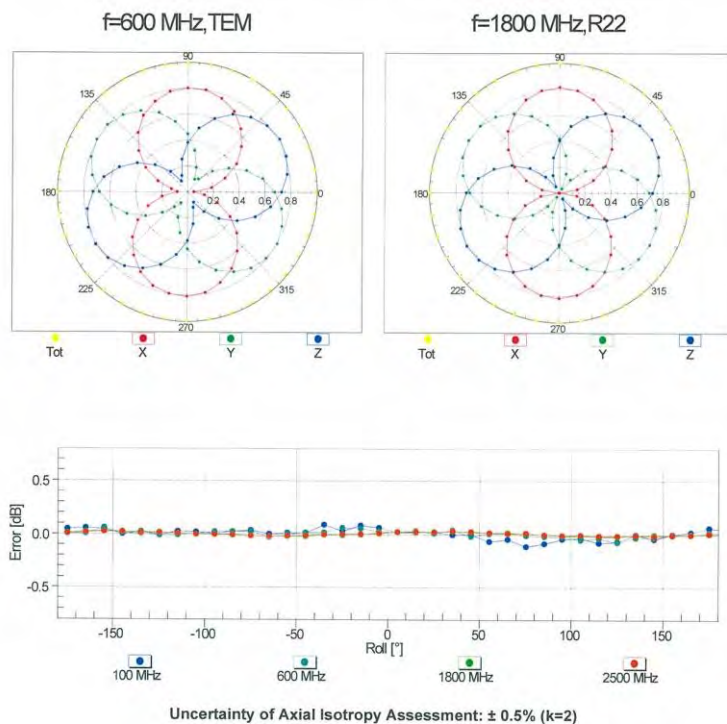 f=600 MHz,TEM
f=1800 MHz,R22
90
135
45
180
0.2 0.4 0.6 0.8
0
225
315
270
Tot X Y Z
90
135
45
180
0.2 0.4 0.6 0.8
0
225
315
270
Tot X Y Z
Error [dB]
0.5
0.0
-0.5
-150 -100 -50 0 50 100 150
Roll [°]
100 MHz 600 MHz 1800 MHz 2500 MHz
Uncertainty of Axial Isotropy Assessment: ± 0.5% (k=2)